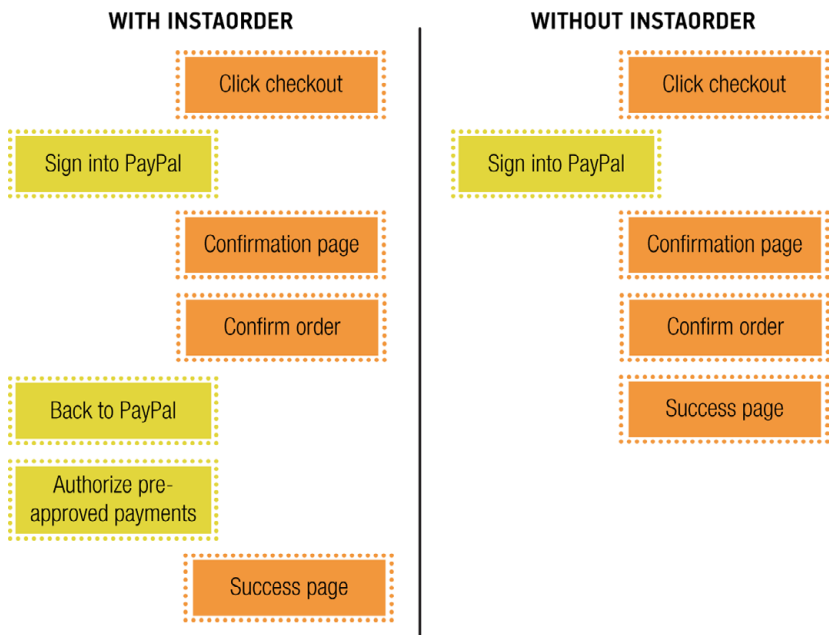 WITH INSTAORDER
Click checkout
Sign into PayPal
Confirmation page
Confirm order
Back to PayPal
Authorize pre-
approved payments
Success page
WITHOUT INSTAORDER
Click checkout
Sign into PayPal
Confirmation page
Confirm order
Success page